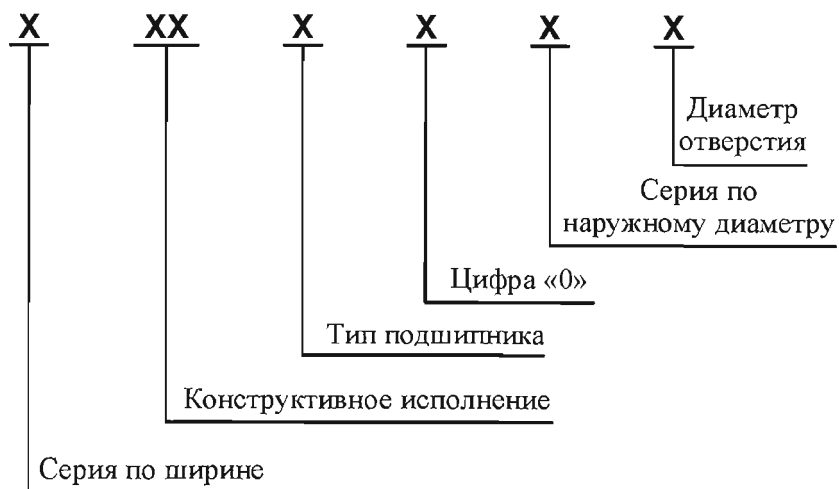 X XX X X X X
Диаметр
отверстия
Серия по
наружному диаметру
Цифра «0»
Тип подшипника
Конструктивное исполнение
Серия по ширине